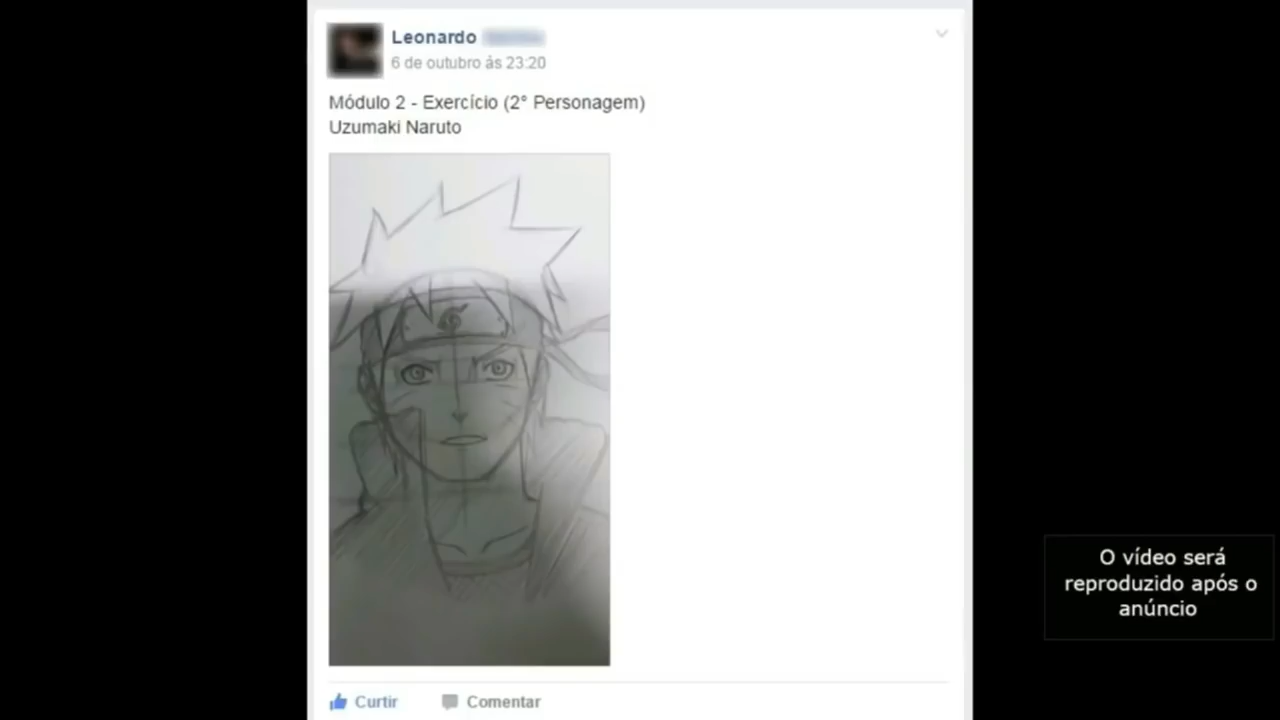 Leonardo
6 de outubro ás 23:20
Módulo 2 - Exercício (2° Personagem)
Uzumaki Naruto
O vídeo será
reproduzido após o
anúncio
Curtir
Comentar